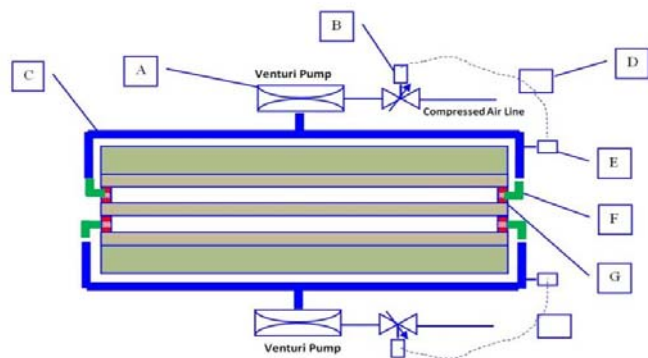 B
C
A
D
Venturi Pump
Compressed Air Line
E
F
G
Venturi Pump